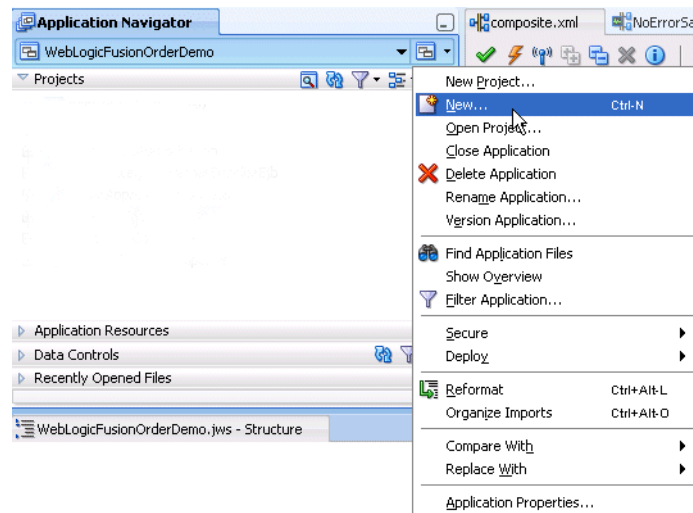 Application Navigator
composite.xml
NoErrorSa
WebLogicFusionOrderDemo
Projects
New Project...
New... Ctrl-N
Open Project...
Close Application
Delete Application
Rename Application...
Version Application...
Find Application Files
Show Overview
Filter Application...
Application Resources
Secure
Data Controls
Deploy
Recently Opened Files
Reformat Ctrl+Alt-L
Organize Imports Ctrl+Alt-O
WebLogicFusionOrderDemo.jws - Structure
Compare With
Replace With
Application Properties...